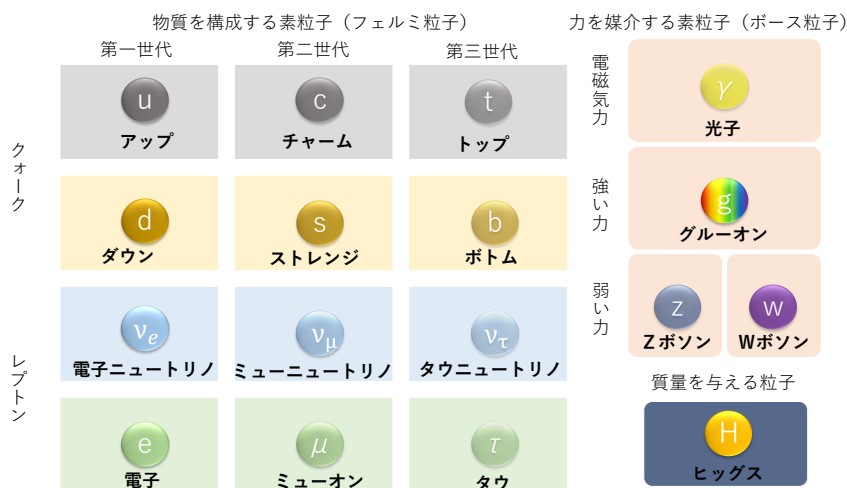 物質を構成する素粒子（フェルミ粒子）
力を媒介する素粒子（ボース粒子）
第一世代
第二世代
第三世代
クォーク
u
アップ
c
チャーム
t
トップ
d
ダウン
s
ストレンジ
b
ボトム
レプトン
νe
電子ニュートリノ
νμ
ミューニュートリノ
ντ
タウニュートリノ
e
電子
μ
ミューオン
τ
タウ
電磁気力
γ
光子
強い力
g
グルーオン
弱い力
Z
Zボソン
W
Wボソン
質量を与える粒子
H
ヒッグス